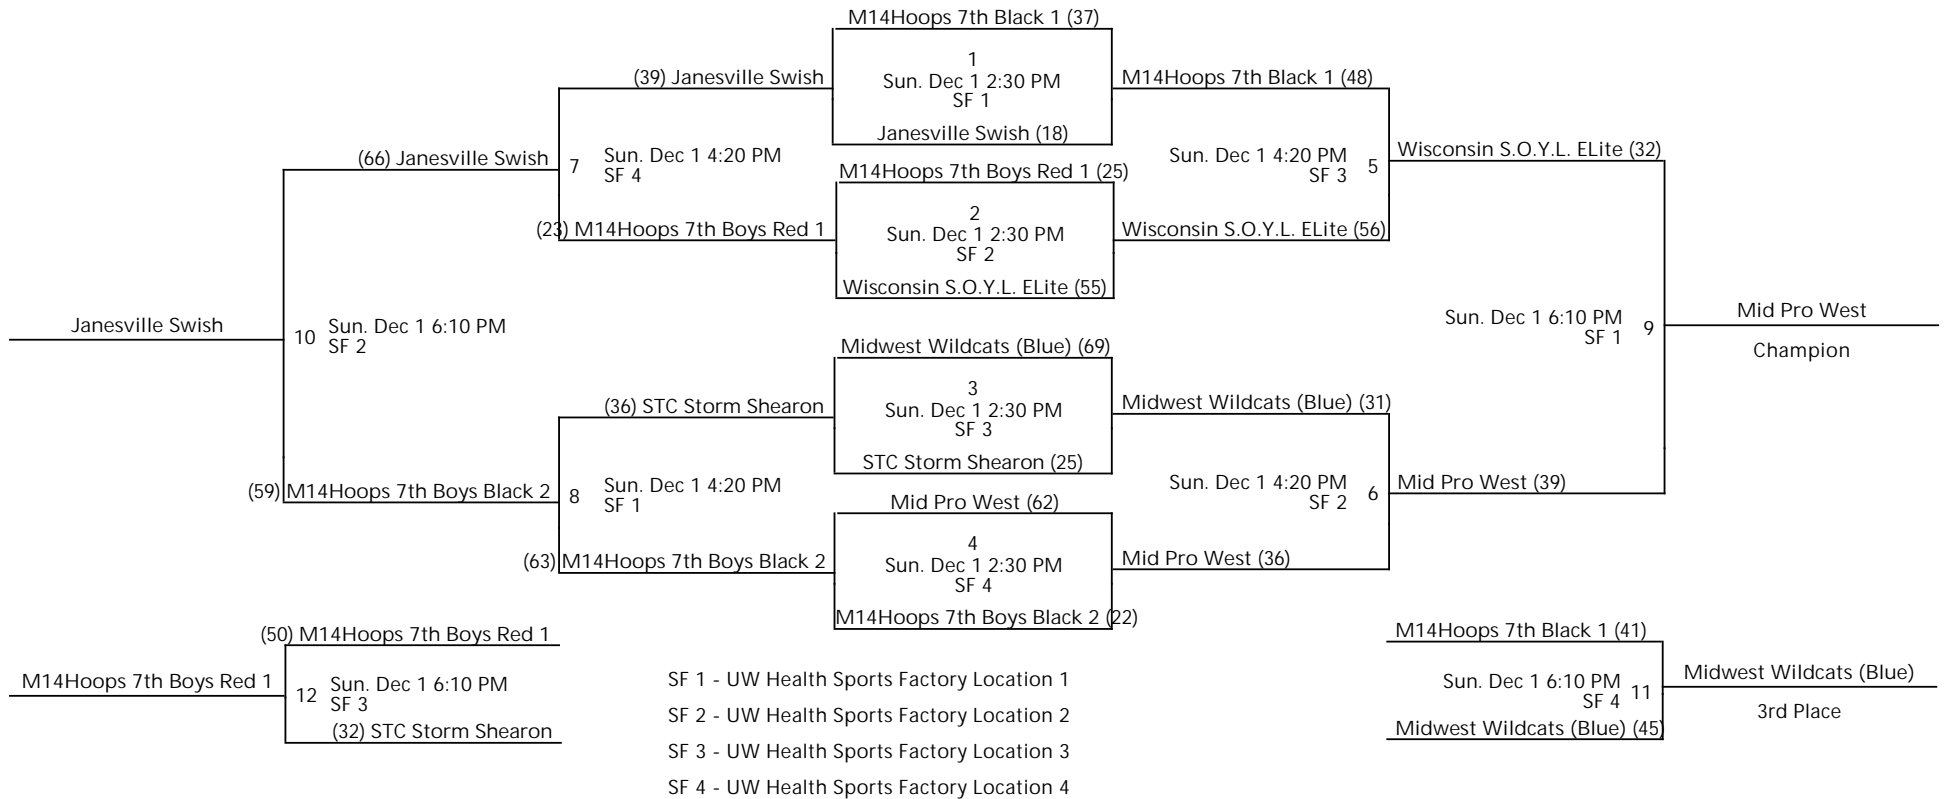 M14Hoops 7th Black 1 (37)
1
Sun. Dec 1 2:30 PM
SF 1
Janesville Swish (18)
(39) Janesville Swish
M14Hoops 7th Black 1 (48)
(66) Janesville Swish
7
Sun. Dec 1 4:20 PM
SF 4
Sun. Dec 1 4:20 PM
SF 3
5
Wisconsin S.O.Y.L. ELite (32)
M14Hoops 7th Boys Red 1 (25)
2
Sun. Dec 1 2:30 PM
SF 2
Wisconsin S.O.Y.L. ELite (55)
(23) M14Hoops 7th Boys Red 1
Wisconsin S.O.Y.L. ELite (56)
Janesville Swish
10
Sun. Dec 1 6:10 PM
SF 2
Sun. Dec 1 6:10 PM
SF 1
9
Mid Pro West
Champion
Midwest Wildcats (Blue) (69)
3
Sun. Dec 1 2:30 PM
SF 3
STC Storm Shearon (25)
(36) STC Storm Shearon
Midwest Wildcats (Blue) (31)
(59) M14Hoops 7th Boys Black 2
8
Sun. Dec 1 4:20 PM
SF 1
Sun. Dec 1 4:20 PM
SF 2
6
Mid Pro West (39)
Mid Pro West (62)
4
Sun. Dec 1 2:30 PM
SF 4
M14Hoops 7th Boys Black 2 (22)
(63) M14Hoops 7th Boys Black 2
Mid Pro West (36)
(50) M14Hoops 7th Boys Red 1
M14Hoops 7th Boys Red 1
12
Sun. Dec 1 6:10 PM
SF 3
(32) STC Storm Shearon
M14Hoops 7th Black 1 (41)
Sun. Dec 1 6:10 PM
SF 4
11
Midwest Wildcats (Blue)
3rd Place
Midwest Wildcats (Blue) (45)
SF 1 - UW Health Sports Factory Location 1
SF 2 - UW Health Sports Factory Location 2
SF 3 - UW Health Sports Factory Location 3
SF 4 - UW Health Sports Factory Location 4